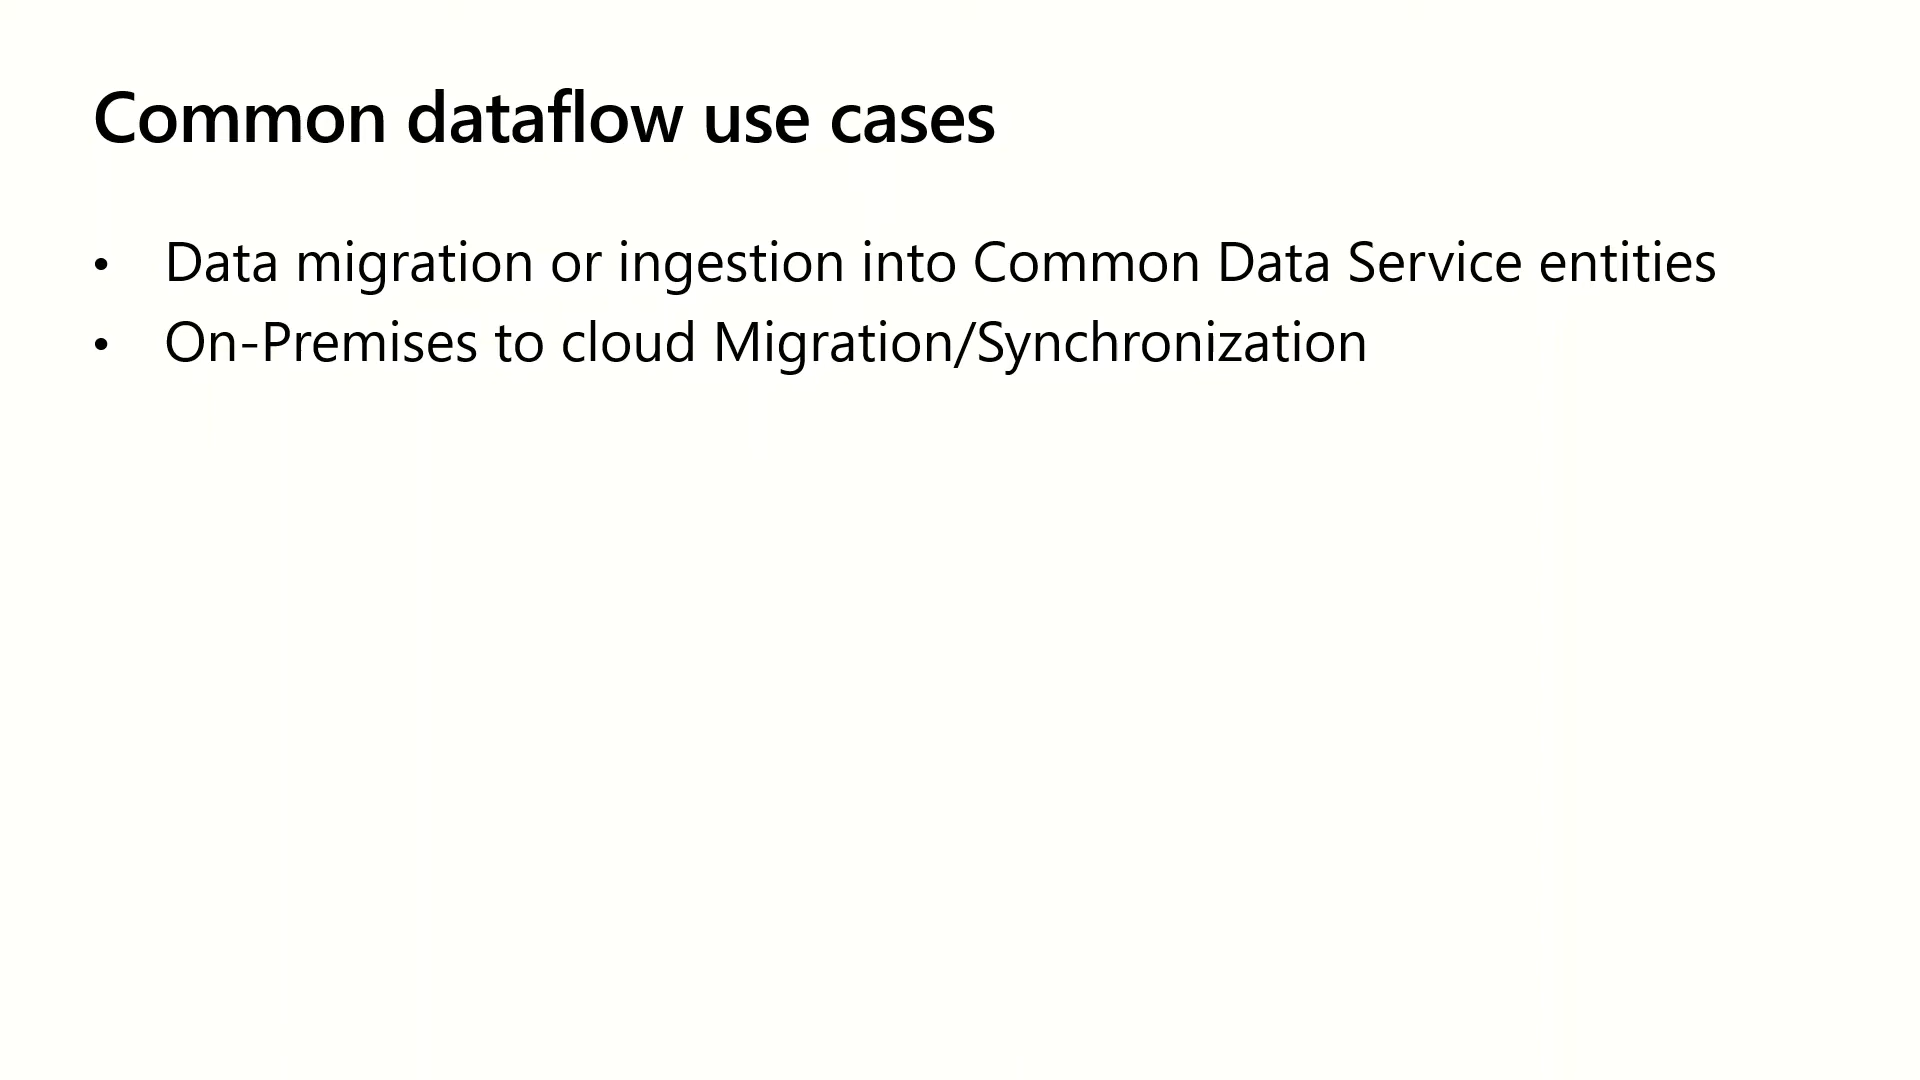 Common dataflow use cases
• Data migration or ingestion into Common Data Service entities
• On-Premises to cloud Migration/Synchronization